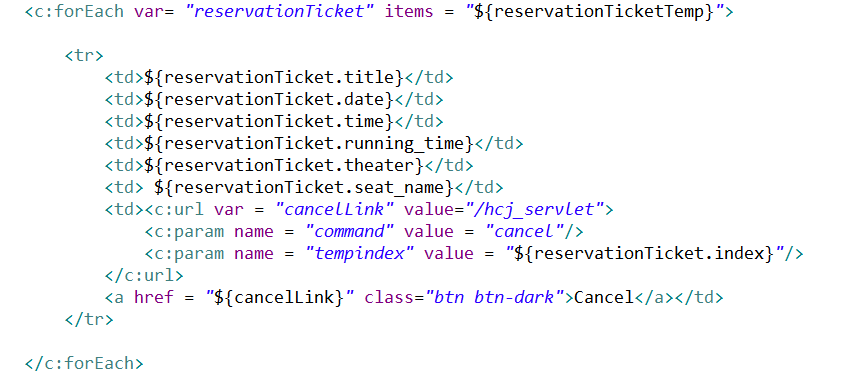 <c:forEach var= "reservationTicket" items = "${reservationTicketTemp}">
<tr>
<td>${reservationTicket.title}</td>
<td>${reservationTicket.date}</td>
<td>${reservationTicket.time}</td>
<td>${reservationTicket.running_time}</td>
<td>${reservationTicket.theater}</td>
<td> ${reservationTicket.seat_name}</td>
<td><c:url var = "cancelLink" value="/hcj_servlet">
<c:param name = "command" value = "cancel"/>
<c:param name = "tempindex" value = "${reservationTicket.index}"/>
</c:url>
<a href = "${cancelLink}" class="btn btn-dark">Cancel</a></td>
</tr>
</c:forEach>